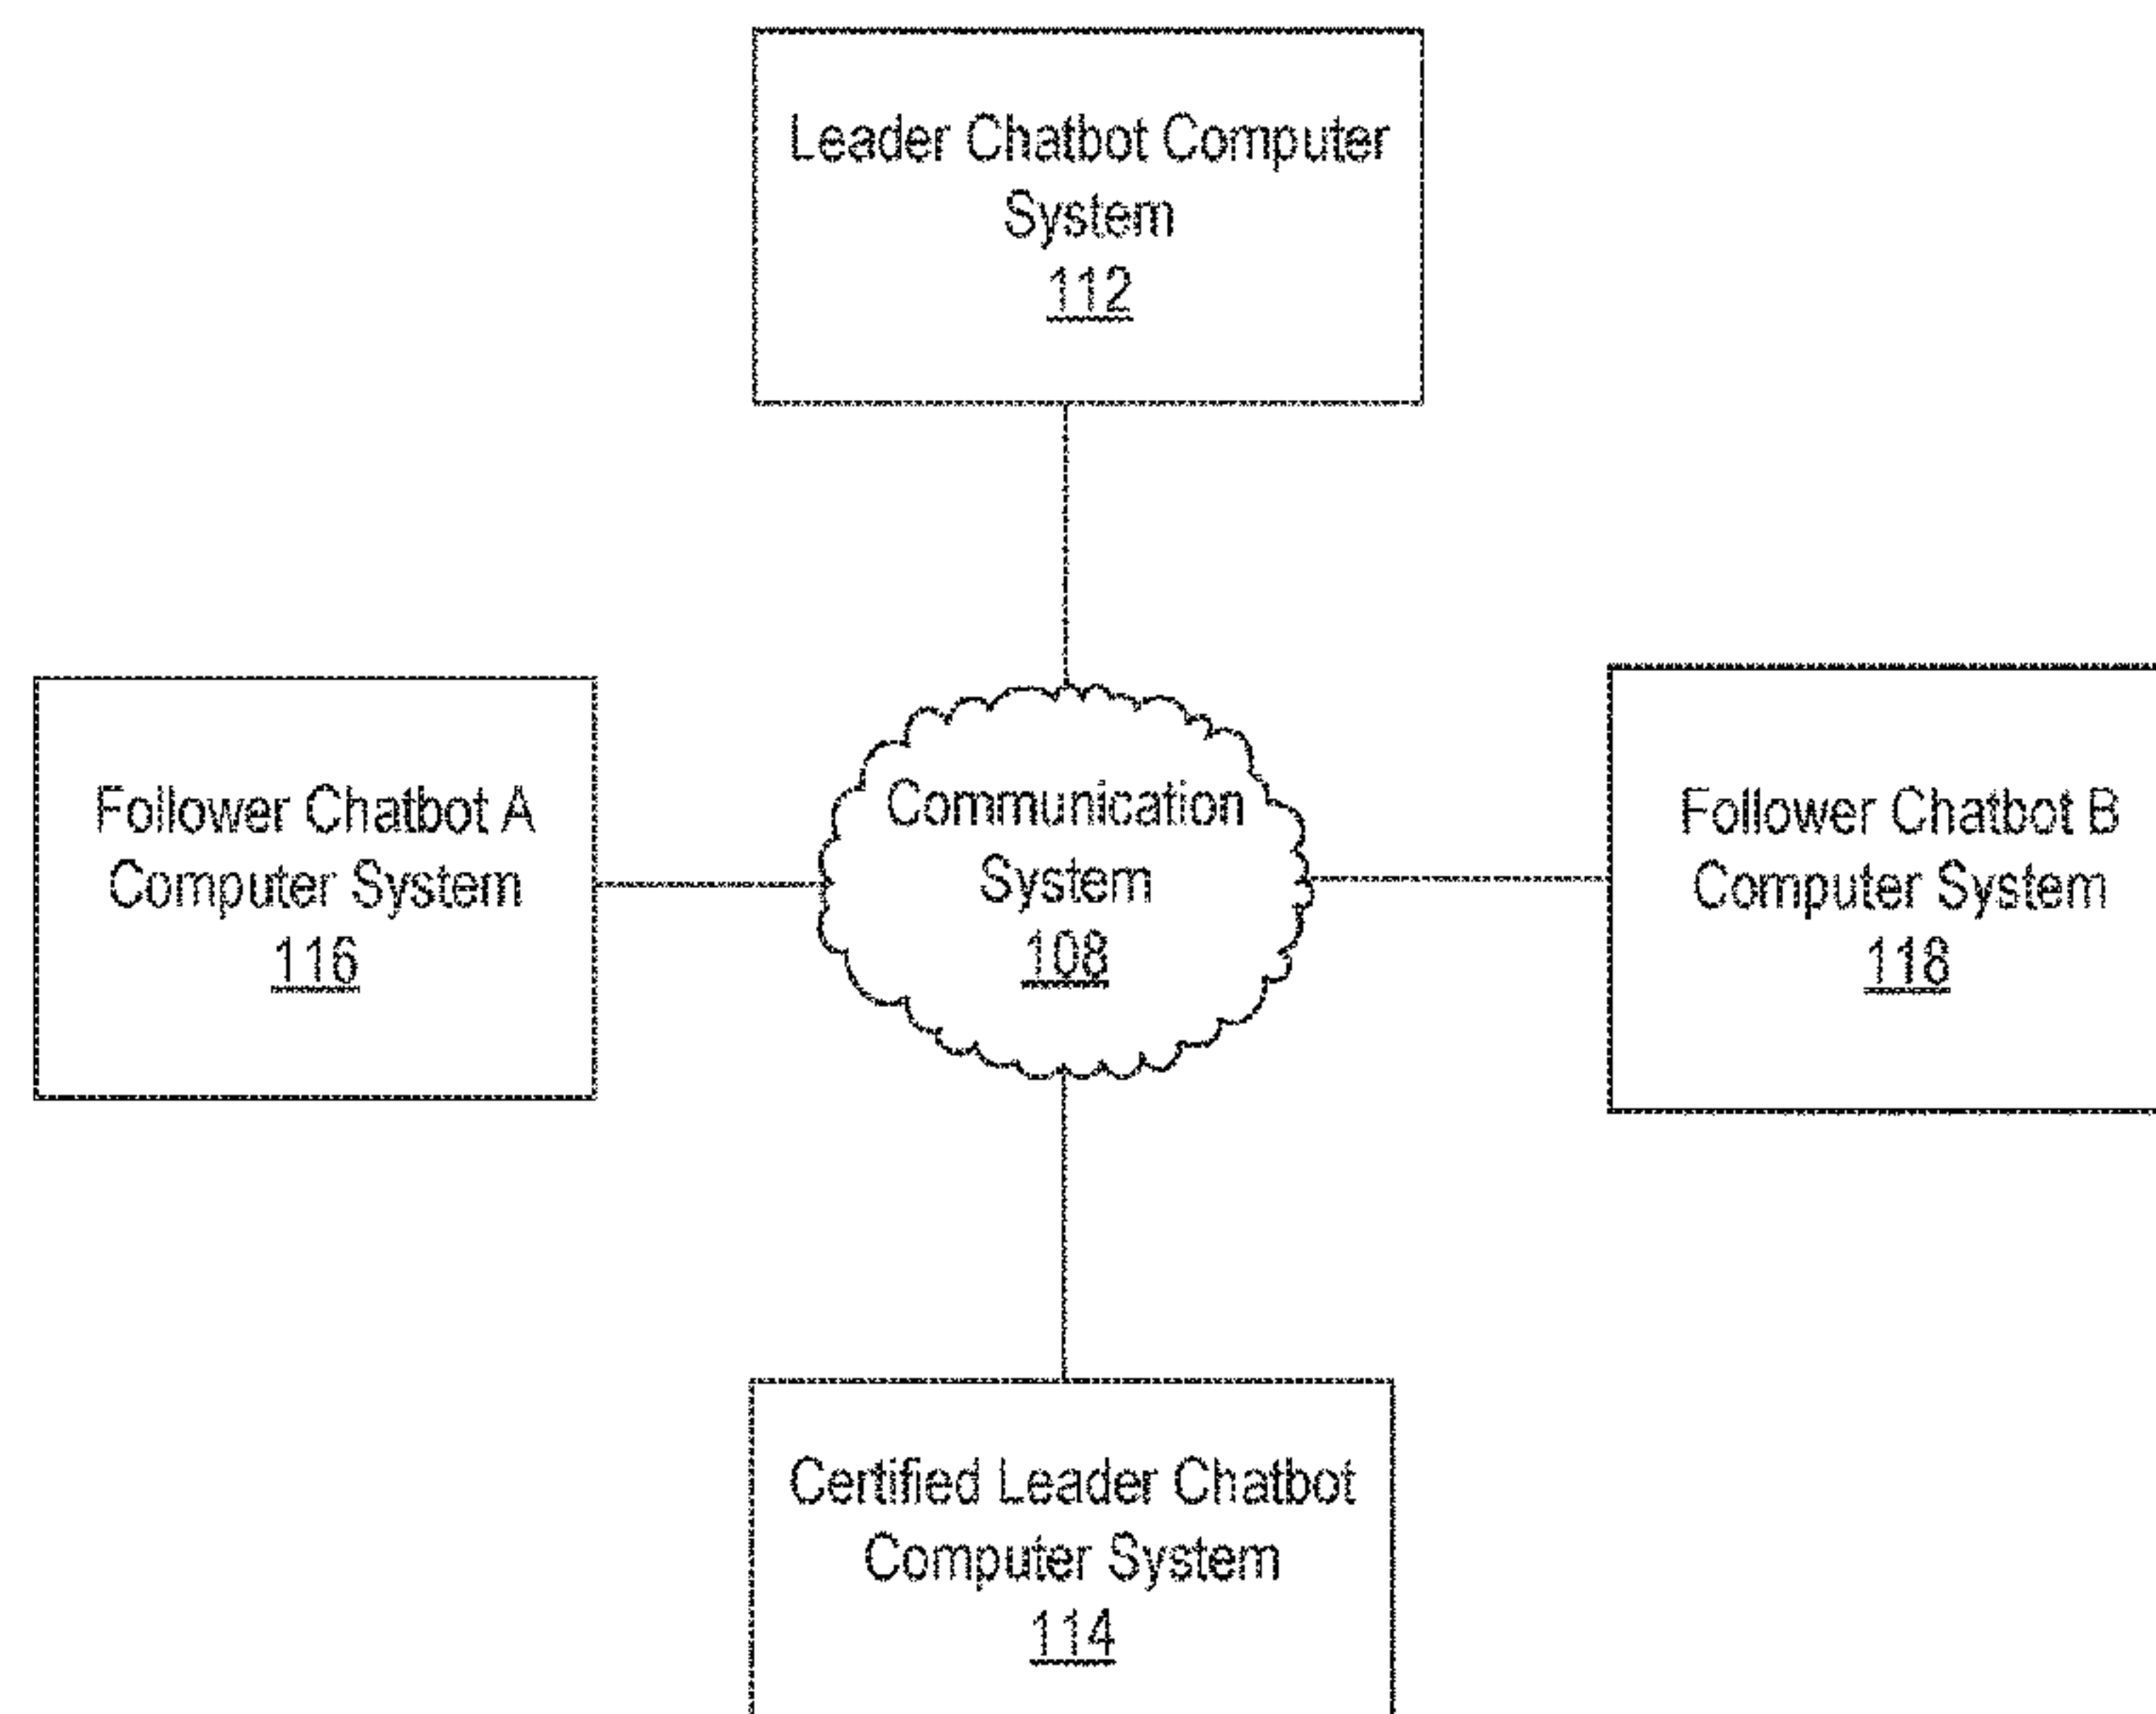 Leader Chatbot Computer
System
112
Follower Chatbot A
Computer System
116
Communication
System
108
Follower Chatbot B
Computer System
118
Certified Leader Chatbot
Computer System
114